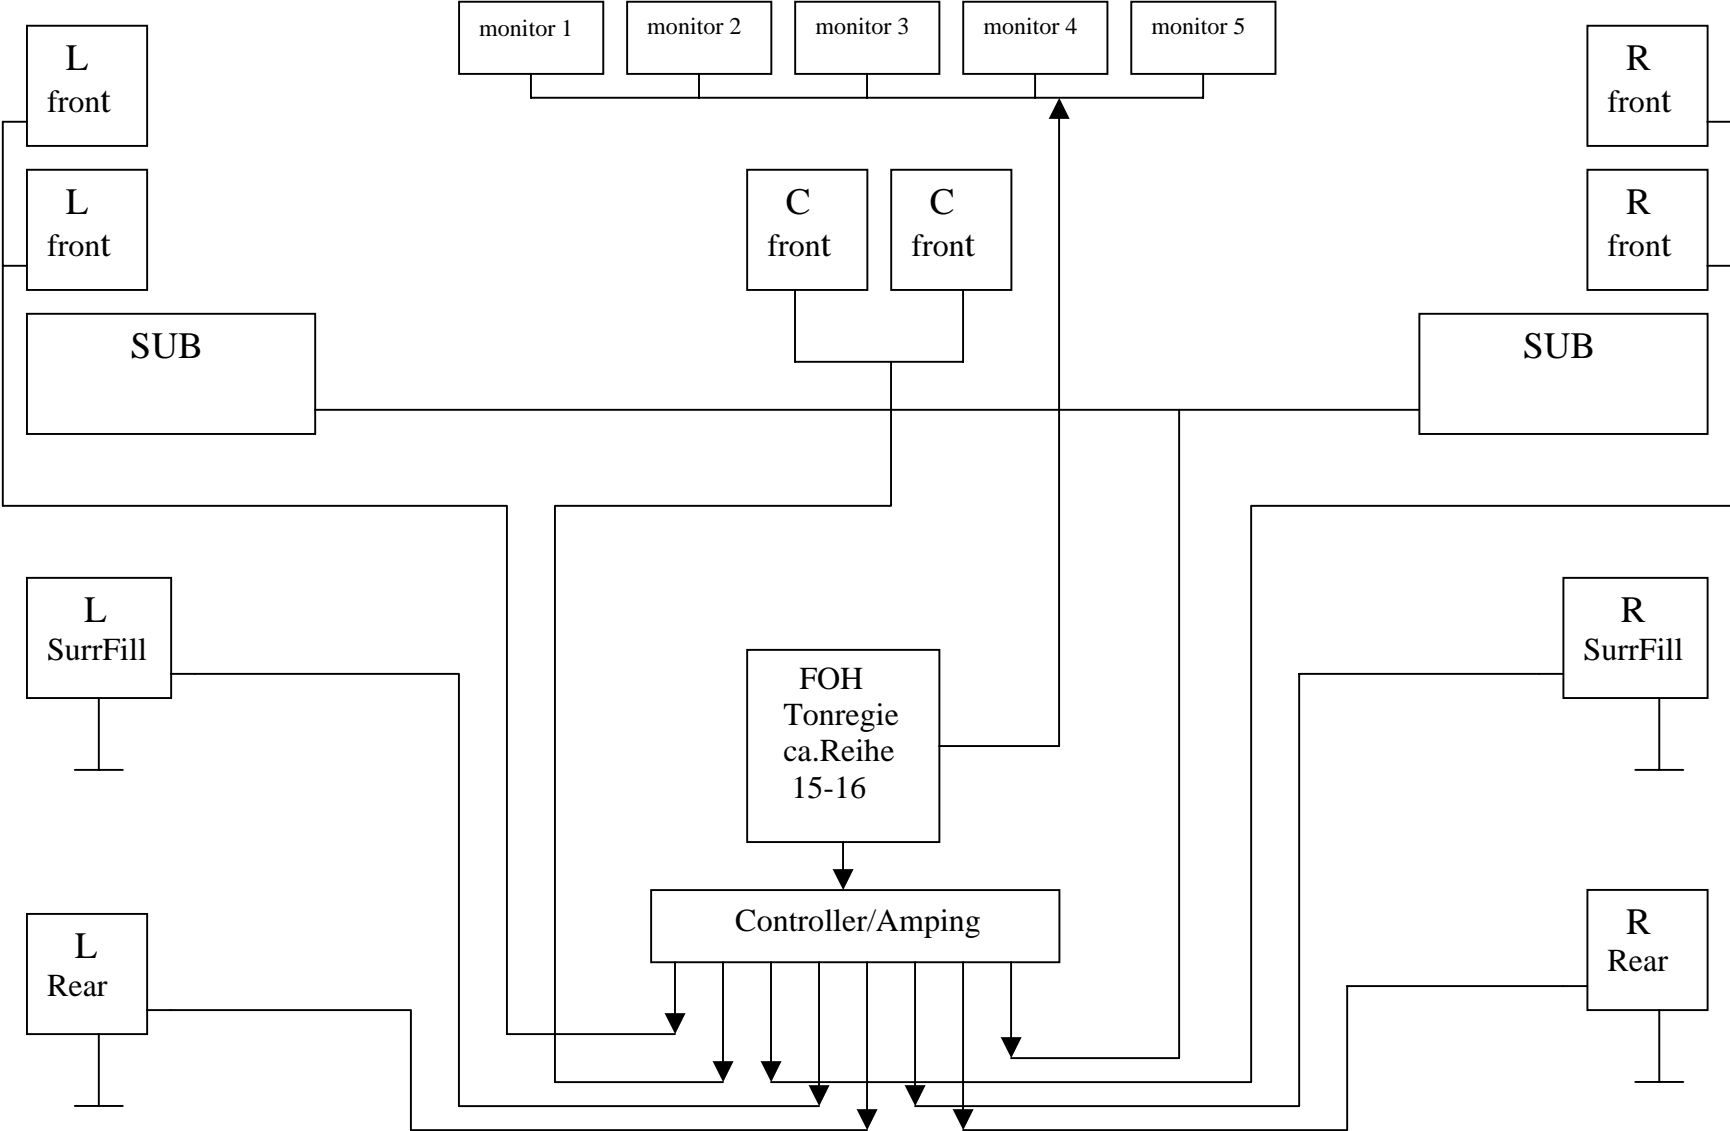 monitor 1
monitor 2
monitor 3
monitor 4
monitor 5
L
front
R
front
L
front
C
front
C
front
R
front
SUB
SUB
L
SurrFill
R
SurrFill
FOH
Tonregie
ca.Reihe
15-16
Controller/Amping
L
Rear
R
Rear